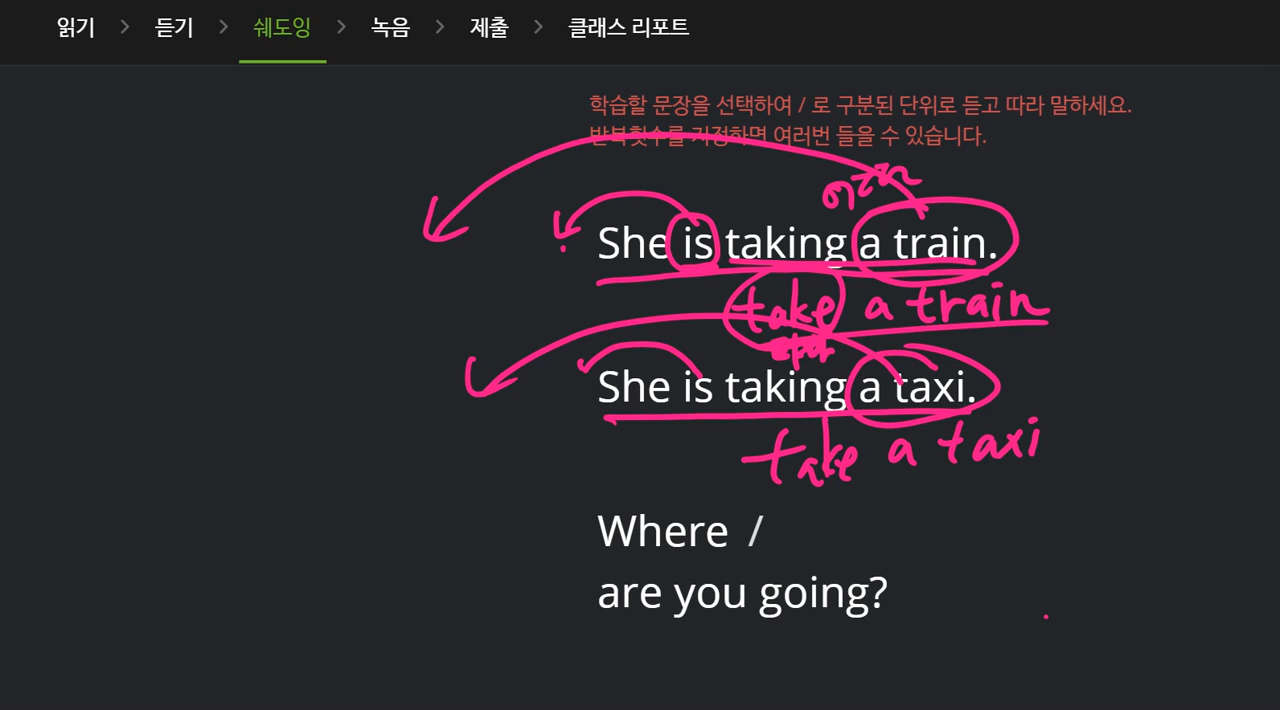 읽기 > 듣기 > 쉐도잉 > 녹음 > 제출 > 클래스 리포트
학습할 문장을 선택하여 / 로 구분된 단위로 듣고 따라 말하세요.
반복횟수를 지정하면 여러번 들을 수 있습니다.
She is taking a train.
take a train
She is taking a taxi.
take a taxi
Where /
are you going?